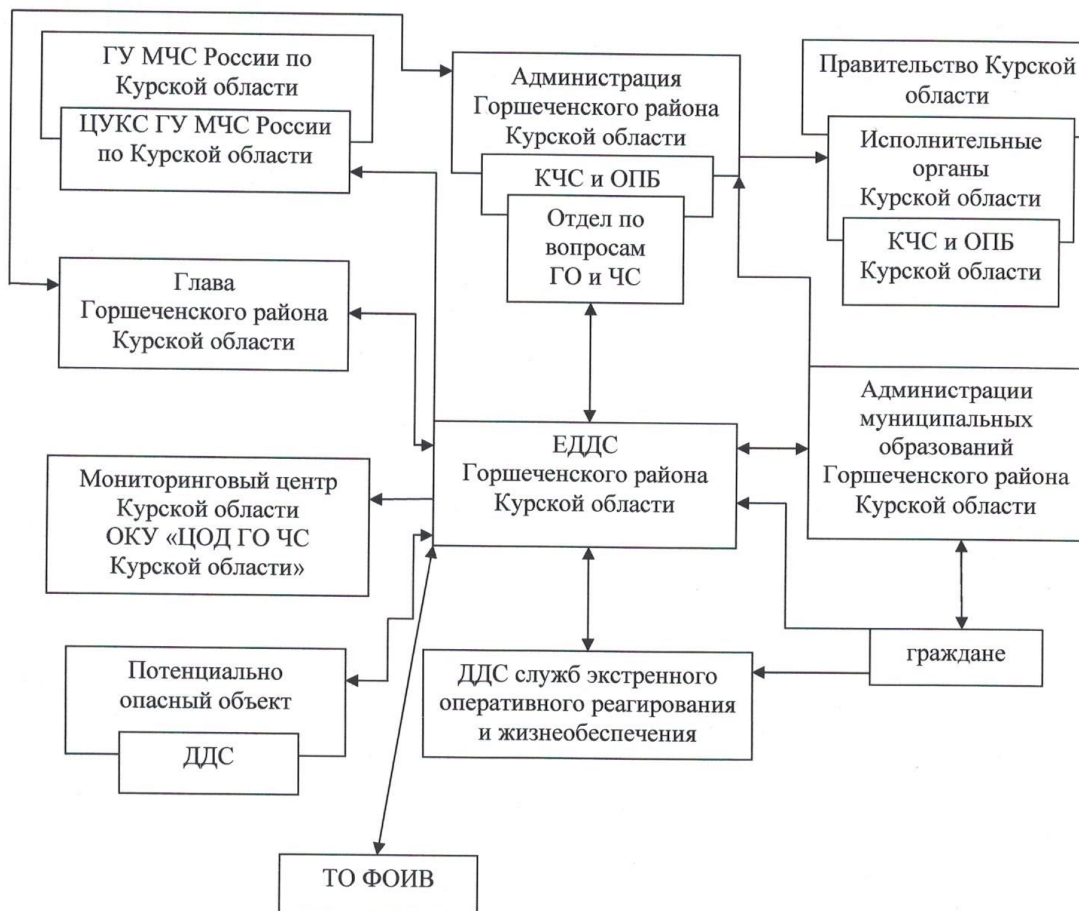 ГУ МЧС России по
Курской области
ЦУКС ГУ МЧС России
по Курской области
Администрация
Горшеченского района
Курской области
КЧС и ОПБ
Отдел по
вопросам
ГО и ЧС
Правительство Курской
области
Исполнительные
органы
Курской области
КЧС и ОПБ
Курской области
Глава
Горшеченского района
Курской области
ЕДДС
Горшеченского района
Курской области
Администрации
муниципальных
образований
Горшеченского района
Курской области
Мониторинговый центр
Курской области
ОКУ «ЦОД ГО ЧС
Курской области»
Потенциально
опасный объект
ДДС
ДДС служб экстренного
оперативного реагирования
и жизнеобеспечения
граждане
ТО ФОИВ